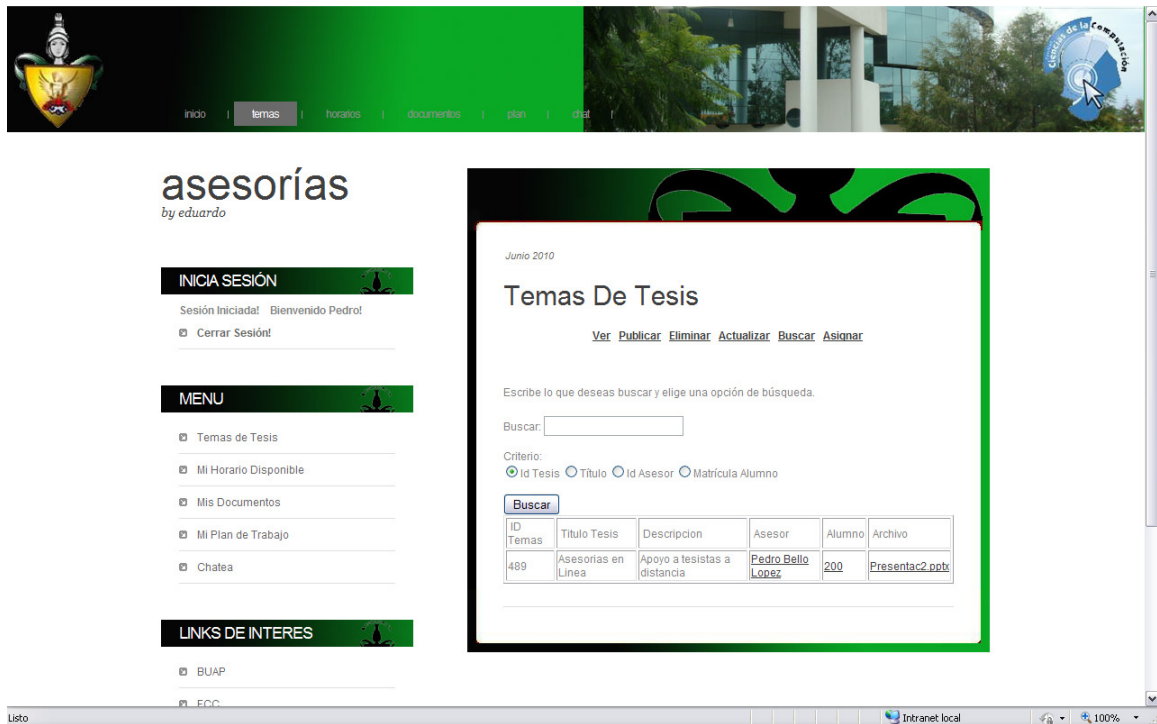 Ciencias de la Computación
inicio | temas | horarios | documentos | plan | chat |
asesorías
by eduardo
INICIA SESIÓN
Sesión Iniciada! Bienvenido Pedro!
Cerrar Sesión!
MENU
Temas de Tesis
Mi Horario Disponible
Mis Documentos
Mi Plan de Trabajo
Chatea
LINKS DE INTERES
BUAP
FCC
Junio 2010
Temas De Tesis
Ver Publicar Eliminar Actualizar Buscar Asignar
Escribe lo que deseas buscar y elige una opción de búsqueda.
Buscar:
Criterio:
Id Tesis Título Id Asesor Matrícula Alumno
Buscar
ID Temas Titulo Tesis Descripcion Asesor Alumno Archivo
489 Asesorias en Linea Apoyo a tesistas a distancia Pedro Bello Lopez 200 Presentac2.pptx
Listo Intranet local 100%